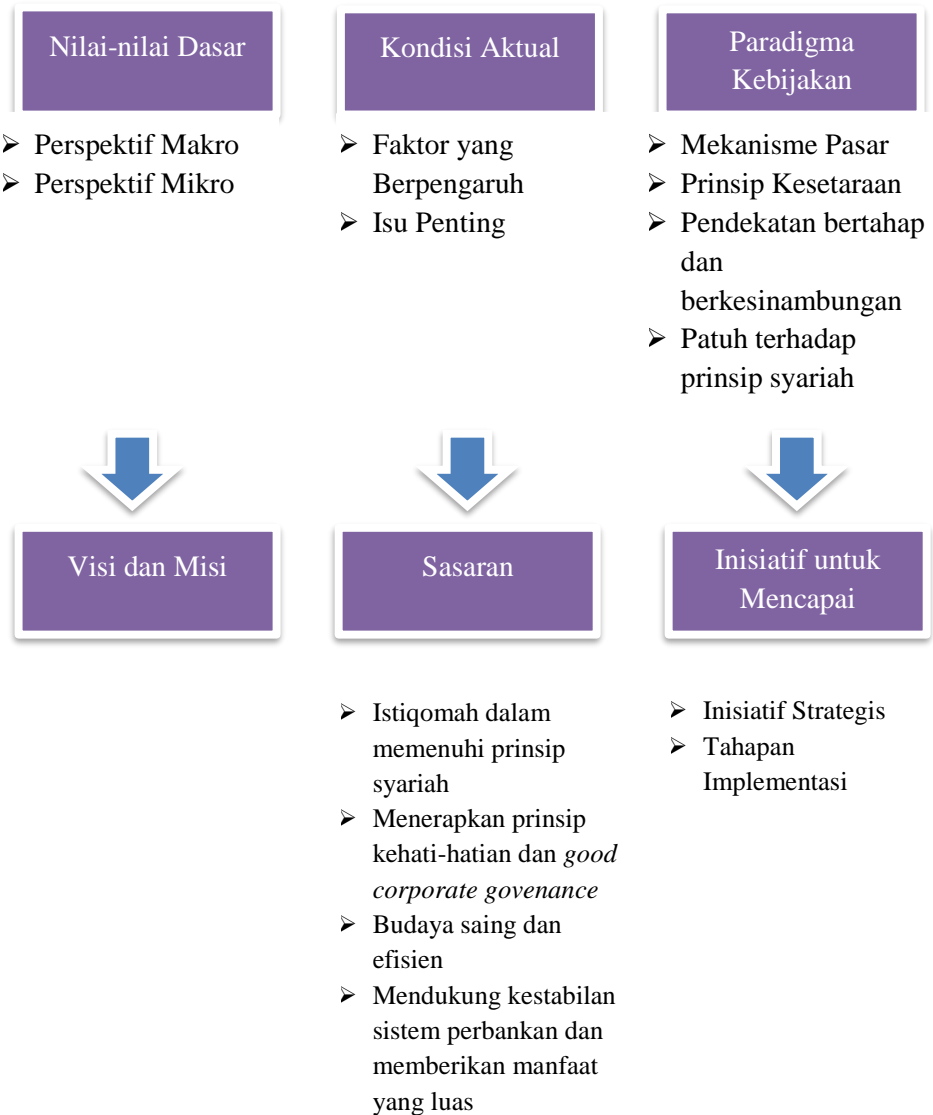 Nilai-nilai Dasar
➢ Perspektif Makro
➢ Perspektif Mikro
Kondisi Aktual
➢ Faktor yang
Berpengaruh
➢ Isu Penting
Paradigma
Kebijakan
➢ Mekanisme Pasar
➢ Prinsip Kesetaraan
➢ Pendekatan bertahap
dan
berkesinambungan
➢ Patuh terhadap
prinsip syariah
Visi dan Misi
Sasaran
➢ Istiqomah dalam
memenuhi prinsip
syariah
➢ Menerapkan prinsip
kehati-hatian dan good
corporate govenance
➢ Budaya saing dan
efisien
➢ Mendukung kestabilan
sistem perbankan dan
memberikan manfaat
yang luas
Inisiatif untuk
Mencapai
➢ Inisiatif Strategis
➢ Tahapan
Implementasi